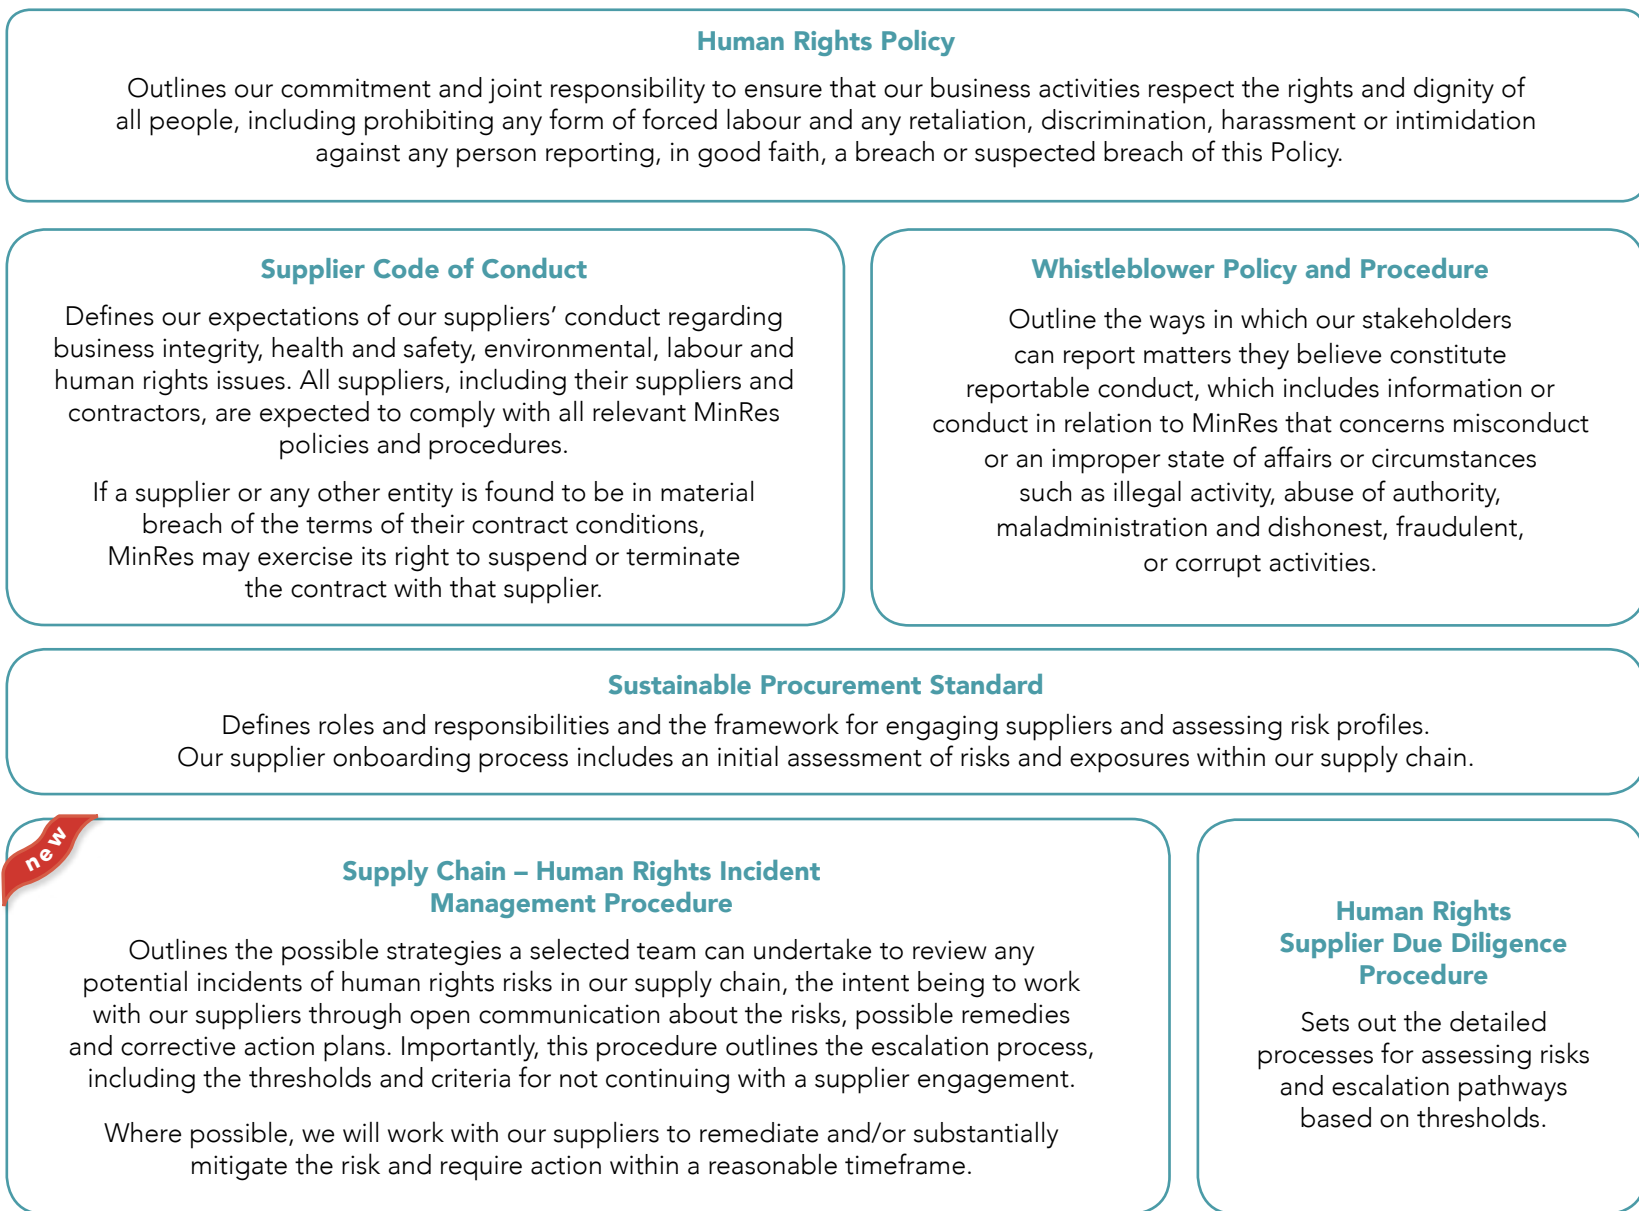 Human Rights Policy
Outlines our commitment and joint responsibility to ensure that our business activities respect the rights and dignity of
all people, including prohibiting any form of forced labour and any retaliation, discrimination, harassment or intimidation
against any person reporting, in good faith, a breach or suspected breach of this Policy.
Supplier Code of Conduct
Defines our expectations of our suppliers’ conduct regarding
business integrity, health and safety, environmental, labour and
human rights issues. All suppliers, including their suppliers and
contractors, are expected to comply with all relevant MinRes
policies and procedures.
If a supplier or any other entity is found to be in material
breach of the terms of their contract conditions,
MinRes may exercise its right to suspend or terminate
the contract with that supplier.
Whistleblower Policy and Procedure
Outline the ways in which our stakeholders
can report matters they believe constitute
reportable conduct, which includes information or
conduct in relation to MinRes that concerns misconduct
or an improper state of affairs or circumstances
such as illegal activity, abuse of authority,
maladministration and dishonest, fraudulent,
or corrupt activities.
Sustainable Procurement Standard
Defines roles and responsibilities and the framework for engaging suppliers and assessing risk profiles.
Our supplier onboarding process includes an initial assessment of risks and exposures within our supply chain.
new
Supply Chain – Human Rights Incident
Management Procedure
Outlines the possible strategies a selected team can undertake to review any
potential incidents of human rights risks in our supply chain, the intent being to work
with our suppliers through open communication about the risks, possible remedies
and corrective action plans. Importantly, this procedure outlines the escalation process,
including the thresholds and criteria for not continuing with a supplier engagement.
Where possible, we will work with our suppliers to remediate and/or substantially
mitigate the risk and require action within a reasonable timeframe.
Human Rights
Supplier Due Diligence
Procedure
Sets out the detailed
processes for assessing risks
and escalation pathways
based on thresholds.